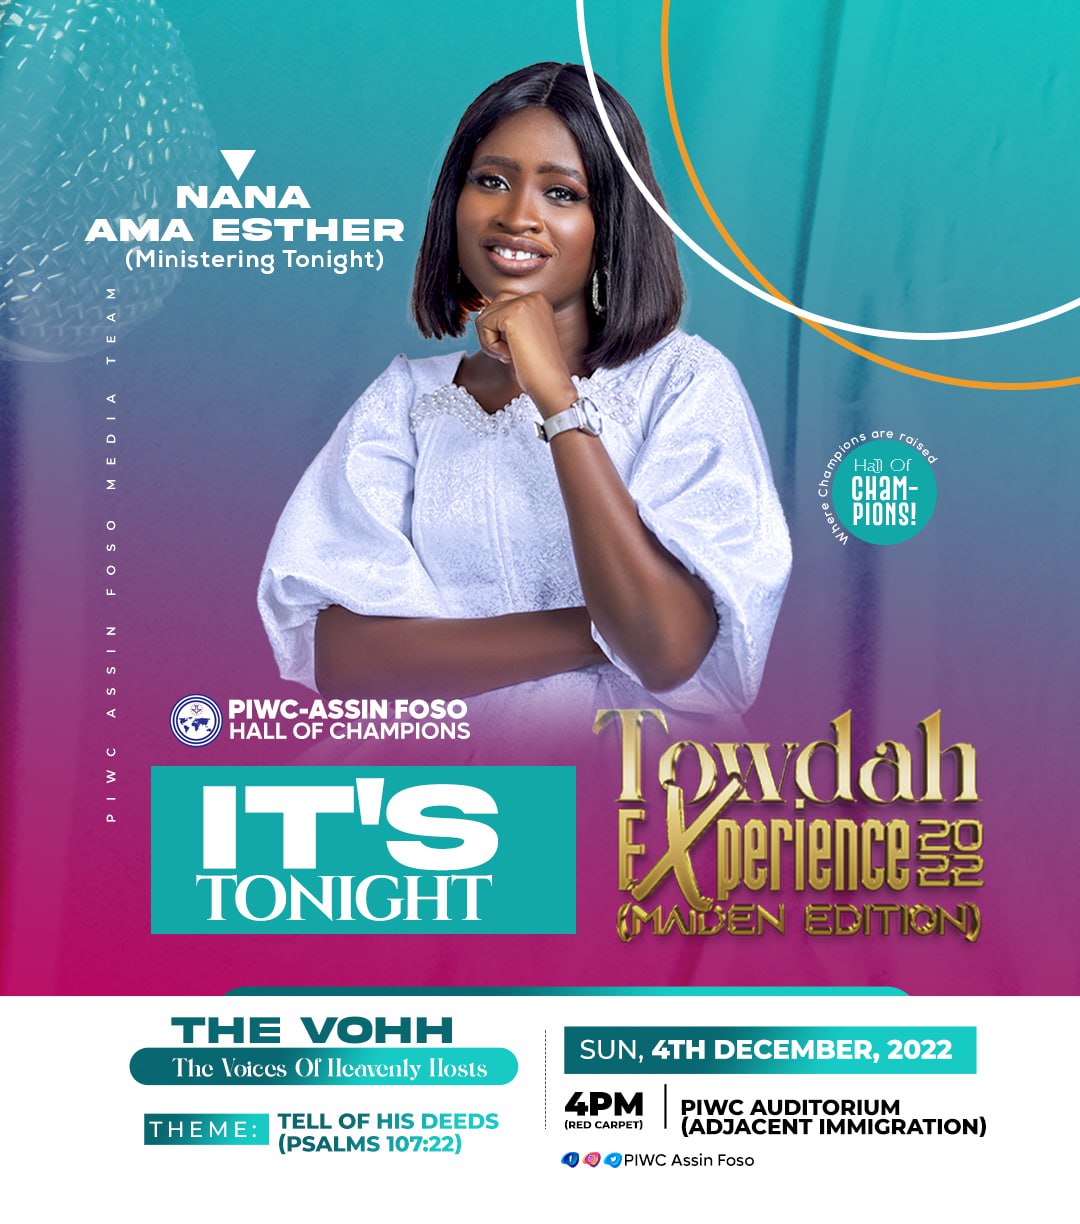 NANA
AMA ESTHER
(Ministering Tonight)
PIWC ASSIN FOSO MEDIA TEAM
Where Champions are raised
Hall Of
CHAM-
PIONS!
PIWC-ASSIN FOSO
HALL OF CHAMPIONS
IT'S
TONIGHT
Towdah
EXperience 2022
(MAIDEN EDITION)
THE VOHH
The Voices Of Heavenly Hosts
THEME: TELL OF HIS DEEDS
(PSALMS 107:22)
SUN, 4TH DECEMBER, 2022
4PM
(RED CARPET)
PIWC AUDITORIUM
(ADJACENT IMMIGRATION)
PIWC Assin Foso